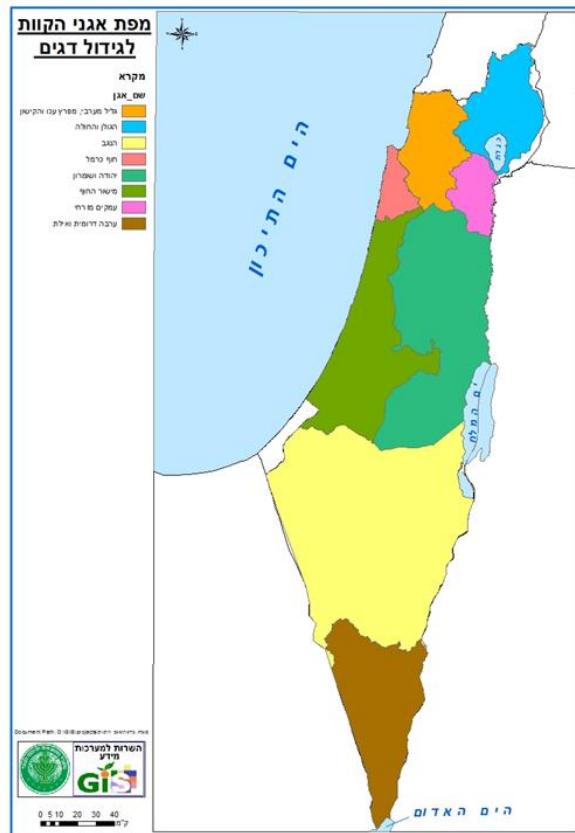 מפת אגני הקוות
לגידול דגים
מקרא
שם_אגן
גליל מערבי, מפרץ עכו והקישון
הגולן והחולה
הנגב
חוף כרמל
יהודה ושומרון
מישור החוף
עמקים מזרחי
ערבה דרומית ואילת
הים התיכון
כנרת
ים המלח
הים האדום
השרות למערכות
מידע
GIS
0 5 10 20 30 40
ק"מ